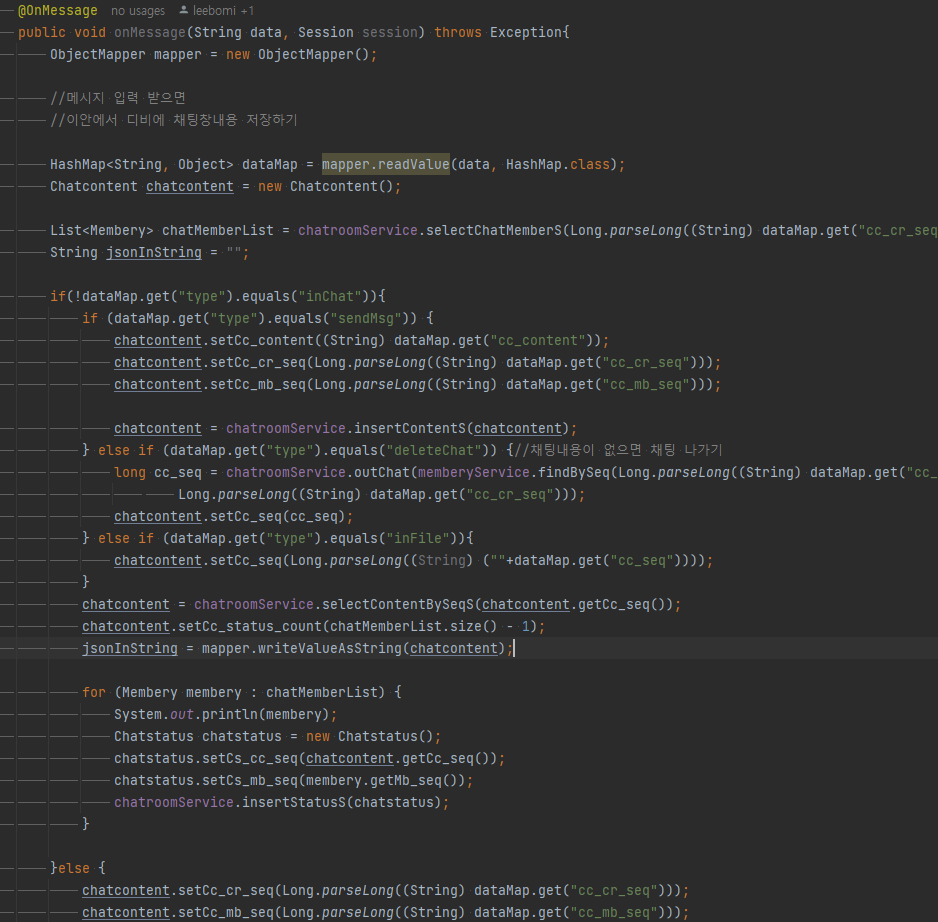 @OnMessage no usages leebomi +1
public void onMessage(String data, Session session) throws Exception{
ObjectMapper mapper = new ObjectMapper();
//메시지 입력 받으면
//이안에서 디비에 채팅창내용 저장하기
HashMap<String, Object> dataMap = mapper.readValue(data, HashMap.class);
Chatcontent chatcontent = new Chatcontent();
List<Membery> chatMemberList = chatroomService.selectChatMemberS(Long.parseLong((String) dataMap.get("cc_cr_seq
String jsonInString = "";
if(!dataMap.get("type").equals("inChat")){
if (dataMap.get("type").equals("sendMsg")) {
chatcontent.setCc_content((String) dataMap.get("cc_content"));
chatcontent.setCc_cr_seq(Long.parseLong((String) dataMap.get("cc_cr_seq")));
chatcontent.setCc_mb_seq(Long.parseLong((String) dataMap.get("cc_mb_seq")));
chatcontent = chatroomService.insertContentS(chatcontent);
} else if (dataMap.get("type").equals("deleteChat")) {//채팅내용이 없으면 채팅 나가기
long cc_seq = chatroomService.outChat(memberyService.findBySeq(Long.parseLong((String) dataMap.get("cc_
Long.parseLong((String) dataMap.get("cc_cr_seq")));
chatcontent.setCc_seq(cc_seq);
} else if (dataMap.get("type").equals("inFile")){
chatcontent.setCc_seq(Long.parseLong((String) (""+dataMap.get("cc_seq"))));
}
chatcontent = chatroomService.selectContentBySeqS(chatcontent.getCc_seq());
chatcontent.setCc_status_count(chatMemberList.size() - 1);
jsonInString = mapper.writeValueAsString(chatcontent);
for (Membery membery : chatMemberList) {
System.out.println(membery);
Chatstatus chatstatus = new Chatstatus();
chatstatus.setCs_cc_seq(chatcontent.getCc_seq());
chatstatus.setCs_mb_seq(membery.getMb_seq());
chatroomService.insertStatusS(chatstatus);
}
}else {
chatcontent.setCc_cr_seq(Long.parseLong((String) dataMap.get("cc_cr_seq")));
chatcontent.setCc_mb_seq(Long.parseLong((String) dataMap.get("cc_mb_seq")));